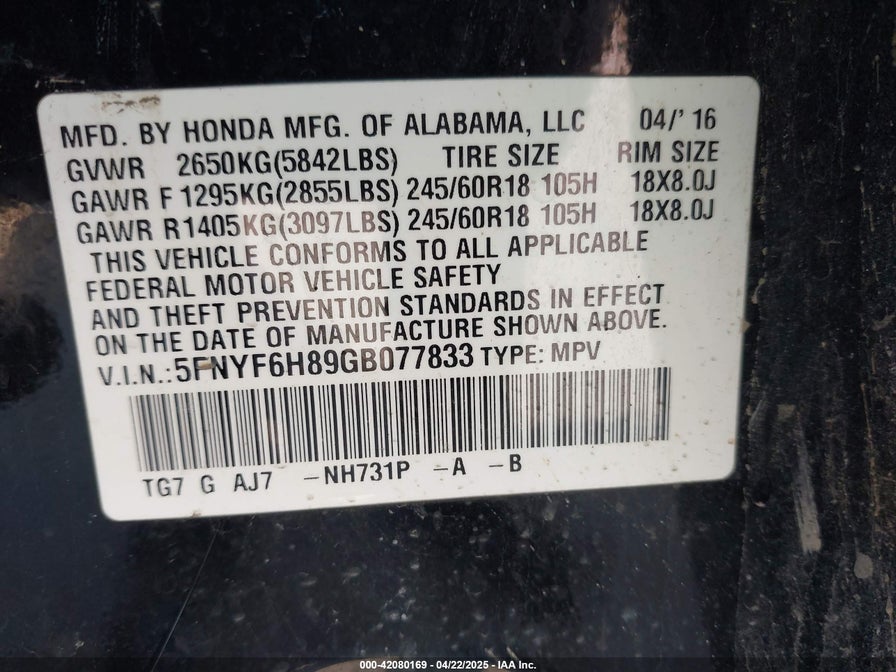 MFD. BY HONDA MFG. OF ALABAMA, LLC 04/' 16
GVWR 2650KG(5842LBS) TIRE SIZE RIM SIZE
GAWR F 1295KG(2855LBS) 245/60R18 105H 18X8.0J
GAWR R1405KG(3097LBS) 245/60R18 105H 18X8.0J
THIS VEHICLE CONFORMS TO ALL APPLICABLE
FEDERAL MOTOR VEHICLE SAFETY
AND THEFT PREVENTION STANDARDS IN EFFECT
ON THE DATE OF MANUFACTURE SHOWN ABOVE.
V.I.N.: 5FNYF6H89GB077833 TYPE: MPV
TG7 G AJ7 -NH731P -A -B
000-42080169 - 04/22/2025 - IAA Inc.